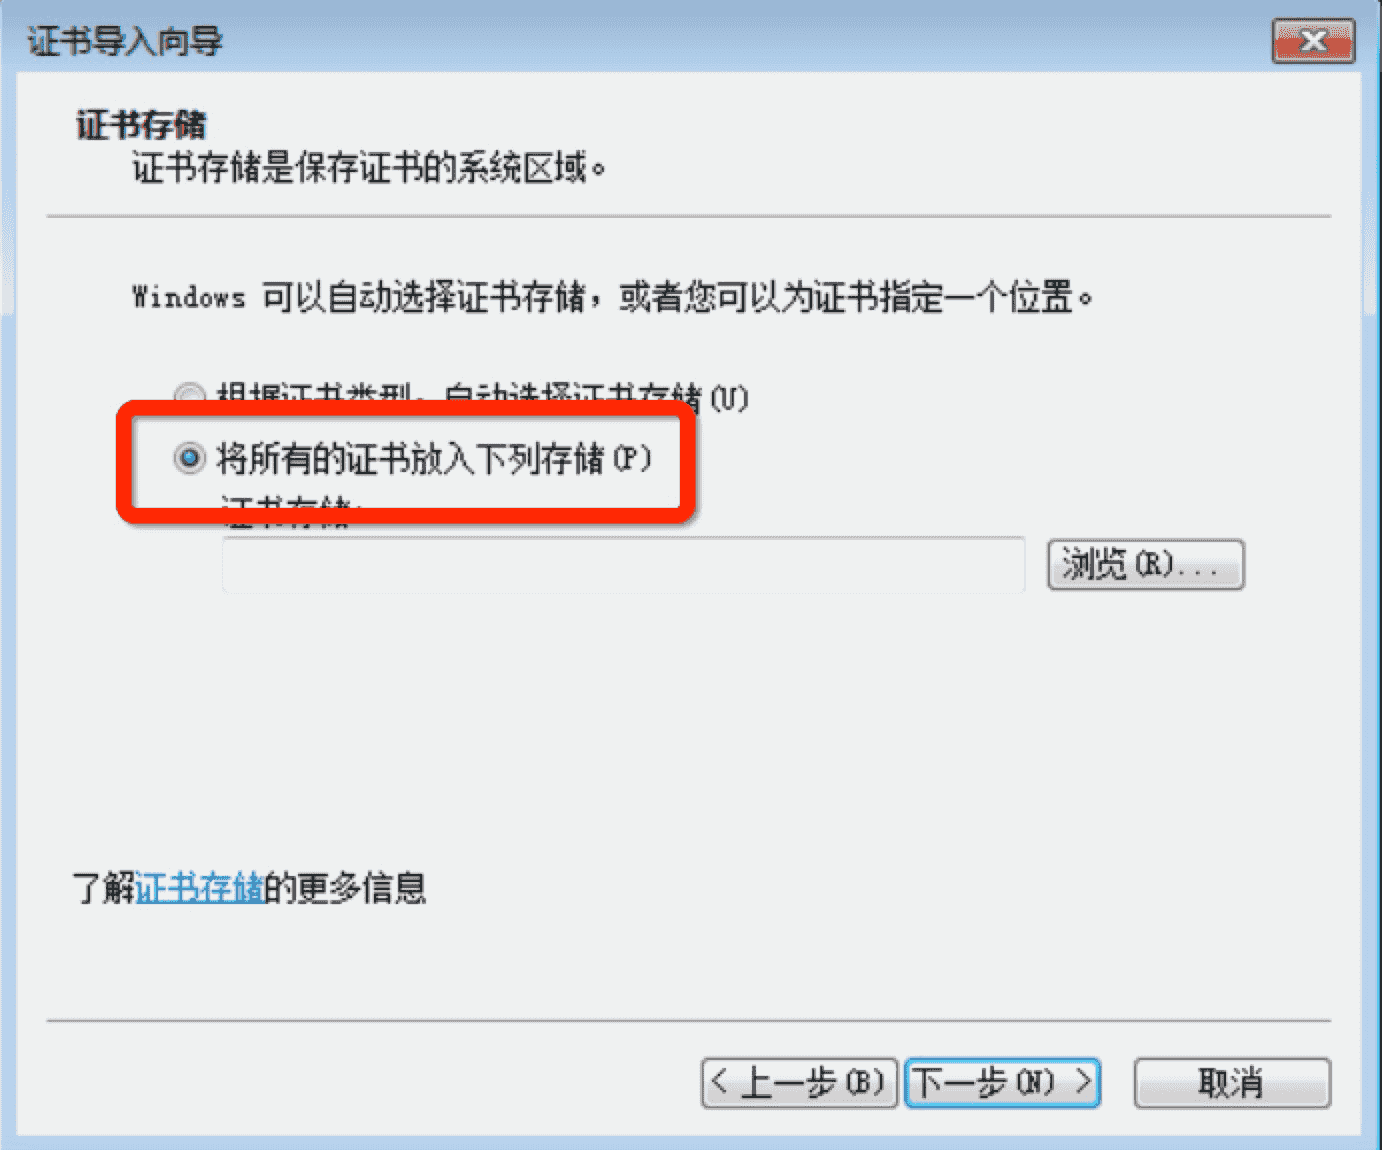 证书导入向导
证书存储
证书存储是保存证书的系统区域。
Windows 可以自动选择证书存储，或者您可以为证书指定一个位置。
根据证书类型，自动选择证书存储(U)
将所有的证书放入下列存储(P)
证书存储:
浏览(R)...
了解证书存储的更多信息
< 上一步(B)
下一步(N) >
取消